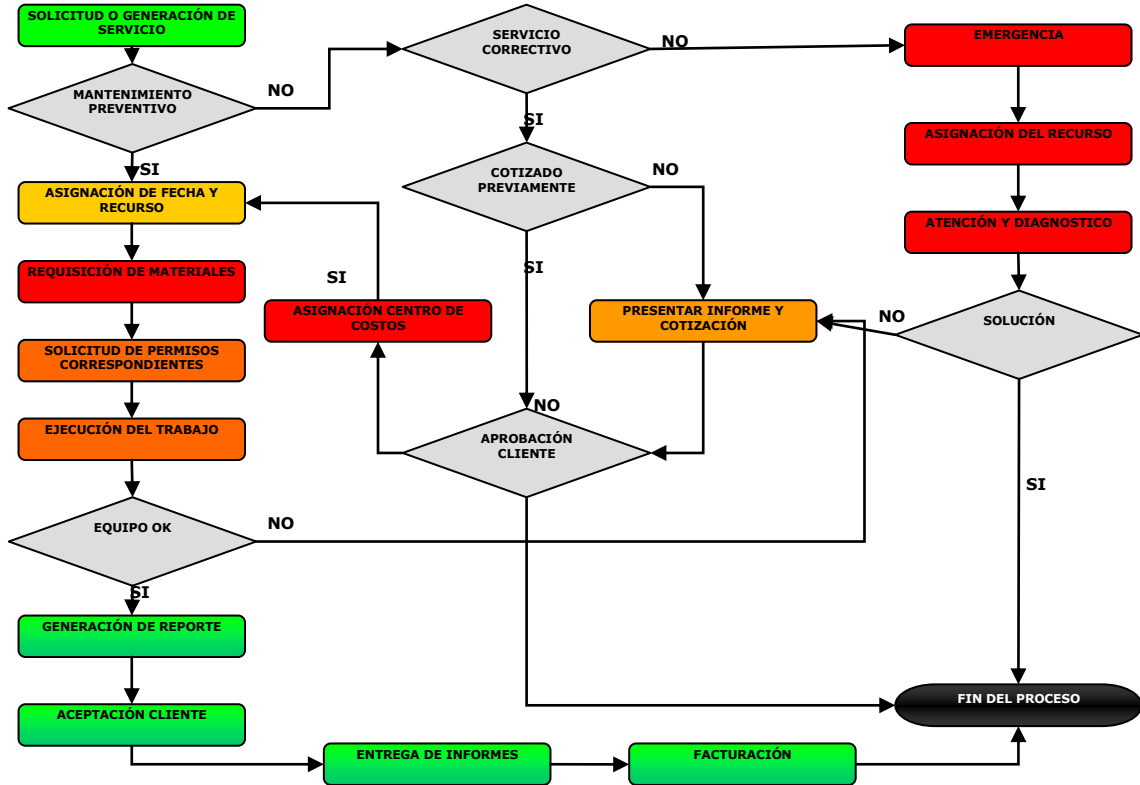 SOLICITUD O GENERACIÓN DE
SERVICIO
MANTENIMIENTO
PREVENTIVO
NO
SI
SERVICIO
CORRECTIVO
NO
SI
EMERGENCIA
ASIGNACIÓN DEL RECURSO
ATENCIÓN Y DIAGNOSTICO
SOLUCIÓN
NO
SI
COTIZADO
PREVIAMENTE
NO
SI
ASIGNACIÓN DE FECHA Y
RECURSO
REQUISICIÓN DE MATERIALES
SOLICITUD DE PERMISOS
CORRESPONDIENTES
EJECUCIÓN DEL TRABAJO
SI
ASIGNACIÓN CENTRO DE
COSTOS
PRESENTAR INFORME Y
COTIZACIÓN
NO
APROBACIÓN
CLIENTE
EQUIPO OK
NO
SI
GENERACIÓN DE REPORTE
ACEPTACIÓN CLIENTE
ENTREGA DE INFORMES
FACTURACIÓN
FIN DEL PROCESO